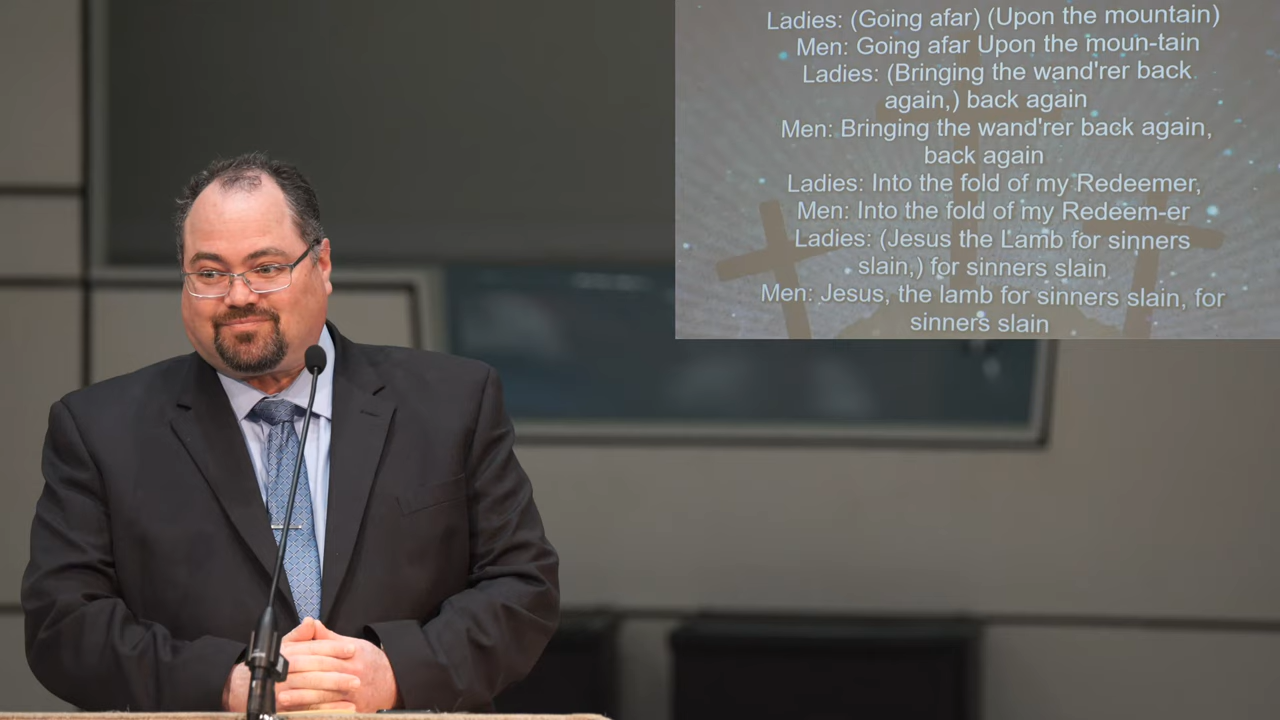 Ladies: (Going afar) (Upon the mountain)
Men: Going afar Upon the moun-tain
Ladies: (Bringing the wand'rer back
again,) back again
Men: Bringing the wand'rer back again,
back again
Ladies: Into the fold of my Redeemer,
Men: Into the fold of my Redeem-er
Ladies: (Jesus the Lamb for sinners
slain,) for sinners slain
Men: Jesus, the lamb for sinners slain, for
sinners slain